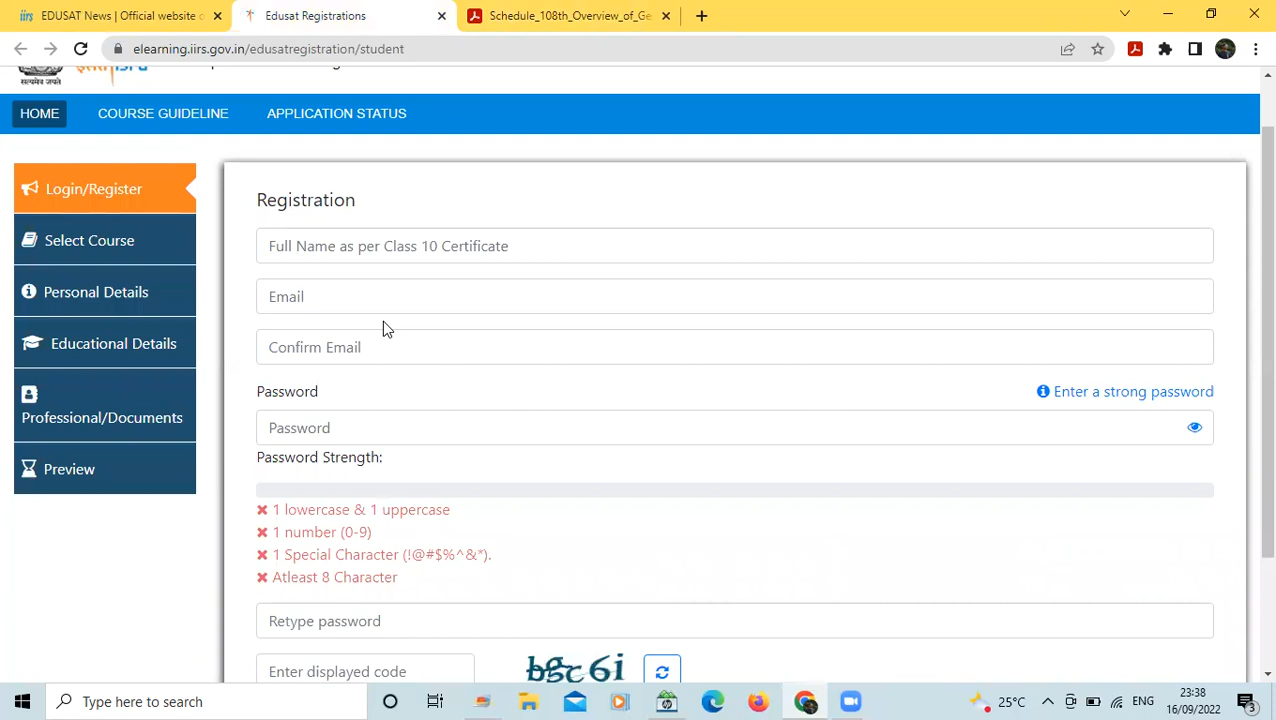 EDUSAT News | Official website o
Edusat Registrations
Schedule_108th_Overview_of_Ge
elearning.iirs.gov.in/edusatregistration/student
सत्यमेव जयते
HOME
COURSE GUIDELINE
APPLICATION STATUS
Login/Register
Select Course
Personal Details
Educational Details
Professional/Documents
Preview
Registration
Full Name as per Class 10 Certificate
Email
Confirm Email
Password
Enter a strong password
Password
Password Strength:
1 lowercase & 1 uppercase
1 number (0-9)
1 Special Character (!@#$%^&*).
Atleast 8 Character
Retype password
Enter displayed code
bgc6i
Type here to search
25°C
ENG
23:38
16/09/2022
3